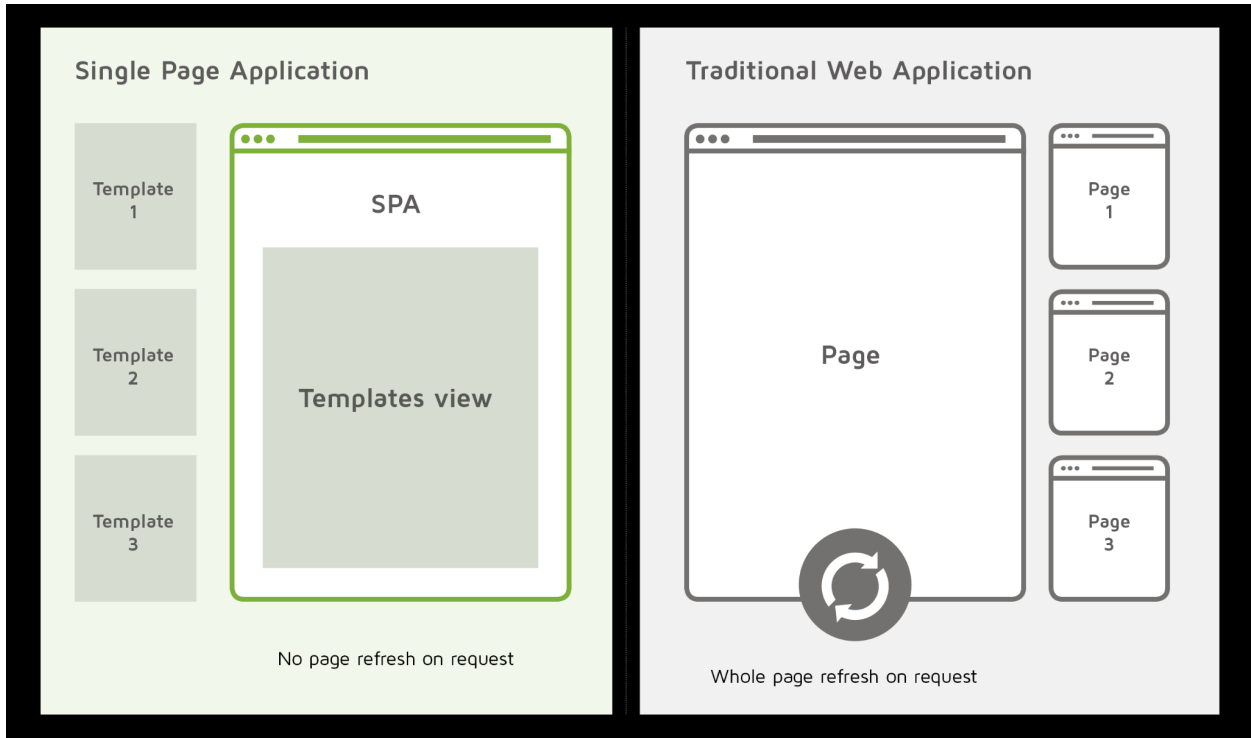 Single Page Application
Template
1
Template
2
Template
3
SPA
Templates view
No page refresh on request
Traditional Web Application
Page
Page
1
Page
2
Page
3
Whole page refresh on request